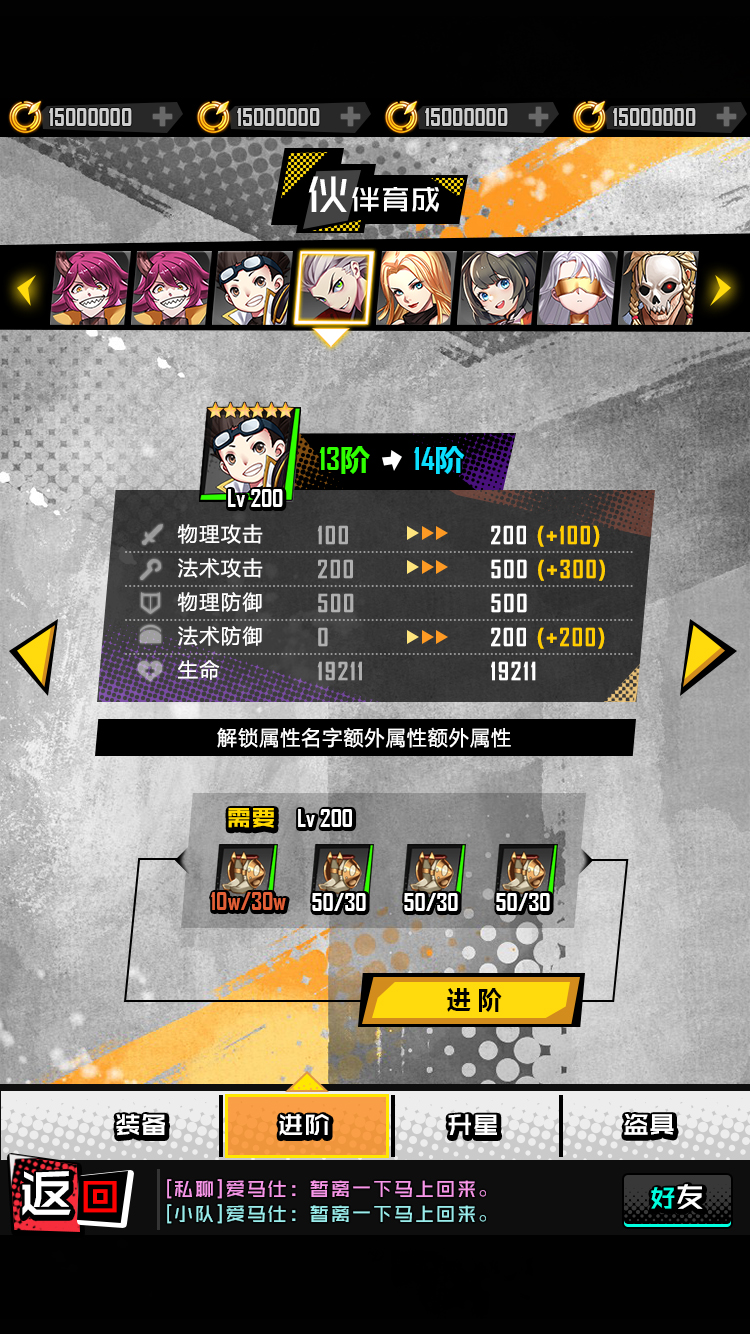 15000000 15000000 15000000 15000000
伙伴育成
13阶 14阶
Lv 200
物理攻击 100 200 (+100)
法术攻击 200 500 (+300)
物理防御 500 500
法术防御 0 200 (+200)
生命 19211 19211
解锁属性名字额外属性额外属性
需要 Lv 200
10w/30w 50/30 50/30 50/30
进阶
装备 进阶 升星 盗具
返回
[私聊]爱马仕：暂离一下马上回来。
[小队]爱马仕：暂离一下马上回来。
好友